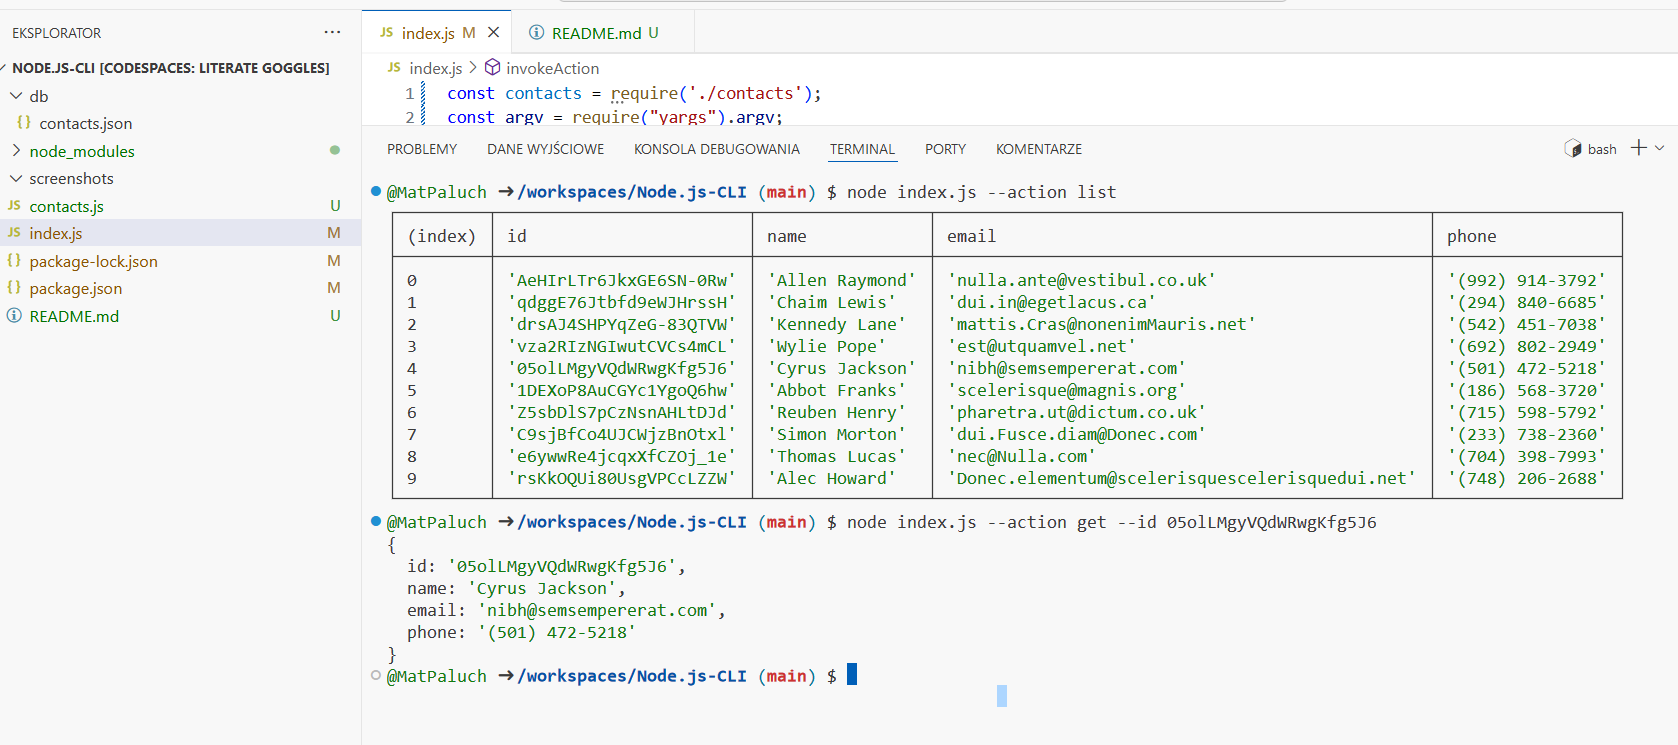 EKSPLORATOR ···
NODE.JS-CLI [CODESPACES: LITERATE GOGGLES]
db
{} contacts.json
node_modules
screenshots
JS contacts.js U
JS index.js M
{} package-lock.json M
{} package.json M
README.md U
JS index.js M × README.md U
JS index.js > invokeAction
1 const contacts = require('./contacts');
2 const argv = require("yargs").argv;
PROBLEMY DANE WYJŚCIOWE KONSOLA DEBUGOWANIA TERMINAL PORTY KOMENTARZE bash
@MatPaluch ➜/workspaces/Node.js-CLI (main) $ node index.js --action list
(index) id name email phone
0 'AeHIrLTr6JkxGE6SN-0Rw' 'Allen Raymond' 'nulla.ante@vestibul.co.uk' '(992) 914-3792'
1 'qdggE76Jtbfd9eWJHrssH' 'Chaim Lewis' 'dui.in@egetlacus.ca' '(294) 840-6685'
2 'drsAJ4SHPYqZeG-83QTVW' 'Kennedy Lane' 'mattis.Cras@nonenimMauris.net' '(542) 451-7038'
3 'vza2RIzNGIwutCVCs4mCL' 'Wylie Pope' 'est@utquamvel.net' '(692) 802-2949'
4 '05olLMgyVQdWRwgKfg5J6' 'Cyrus Jackson' 'nibh@semsempererat.com' '(501) 472-5218'
5 '1DEXoP8AuCGYc1YgoQ6hw' 'Abbot Franks' 'scelerisque@magnis.org' '(186) 568-3720'
6 'Z5sbDlS7pCzNsnAHLtDJd' 'Reuben Henry' 'pharetra.ut@dictum.co.uk' '(715) 598-5792'
7 'C9sjBfCo4UJCWjzBnOtxl' 'Simon Morton' 'dui.Fusce.diam@Donec.com' '(233) 738-2360'
8 'e6ywwRe4jcqxXfCZOj_1e' 'Thomas Lucas' 'nec@Nulla.com' '(704) 398-7993'
9 'rsKkOQUi80UsgVPCcLZZW' 'Alec Howard' 'Donec.elementum@scelerisquescelerisquedui.net' '(748) 206-2688'
@MatPaluch ➜/workspaces/Node.js-CLI (main) $ node index.js --action get --id 05olLMgyVQdWRwgKfg5J6
{
id: '05olLMgyVQdWRwgKfg5J6',
name: 'Cyrus Jackson',
email: 'nibh@semsempererat.com',
phone: '(501) 472-5218'
}
@MatPaluch ➜/workspaces/Node.js-CLI (main) $